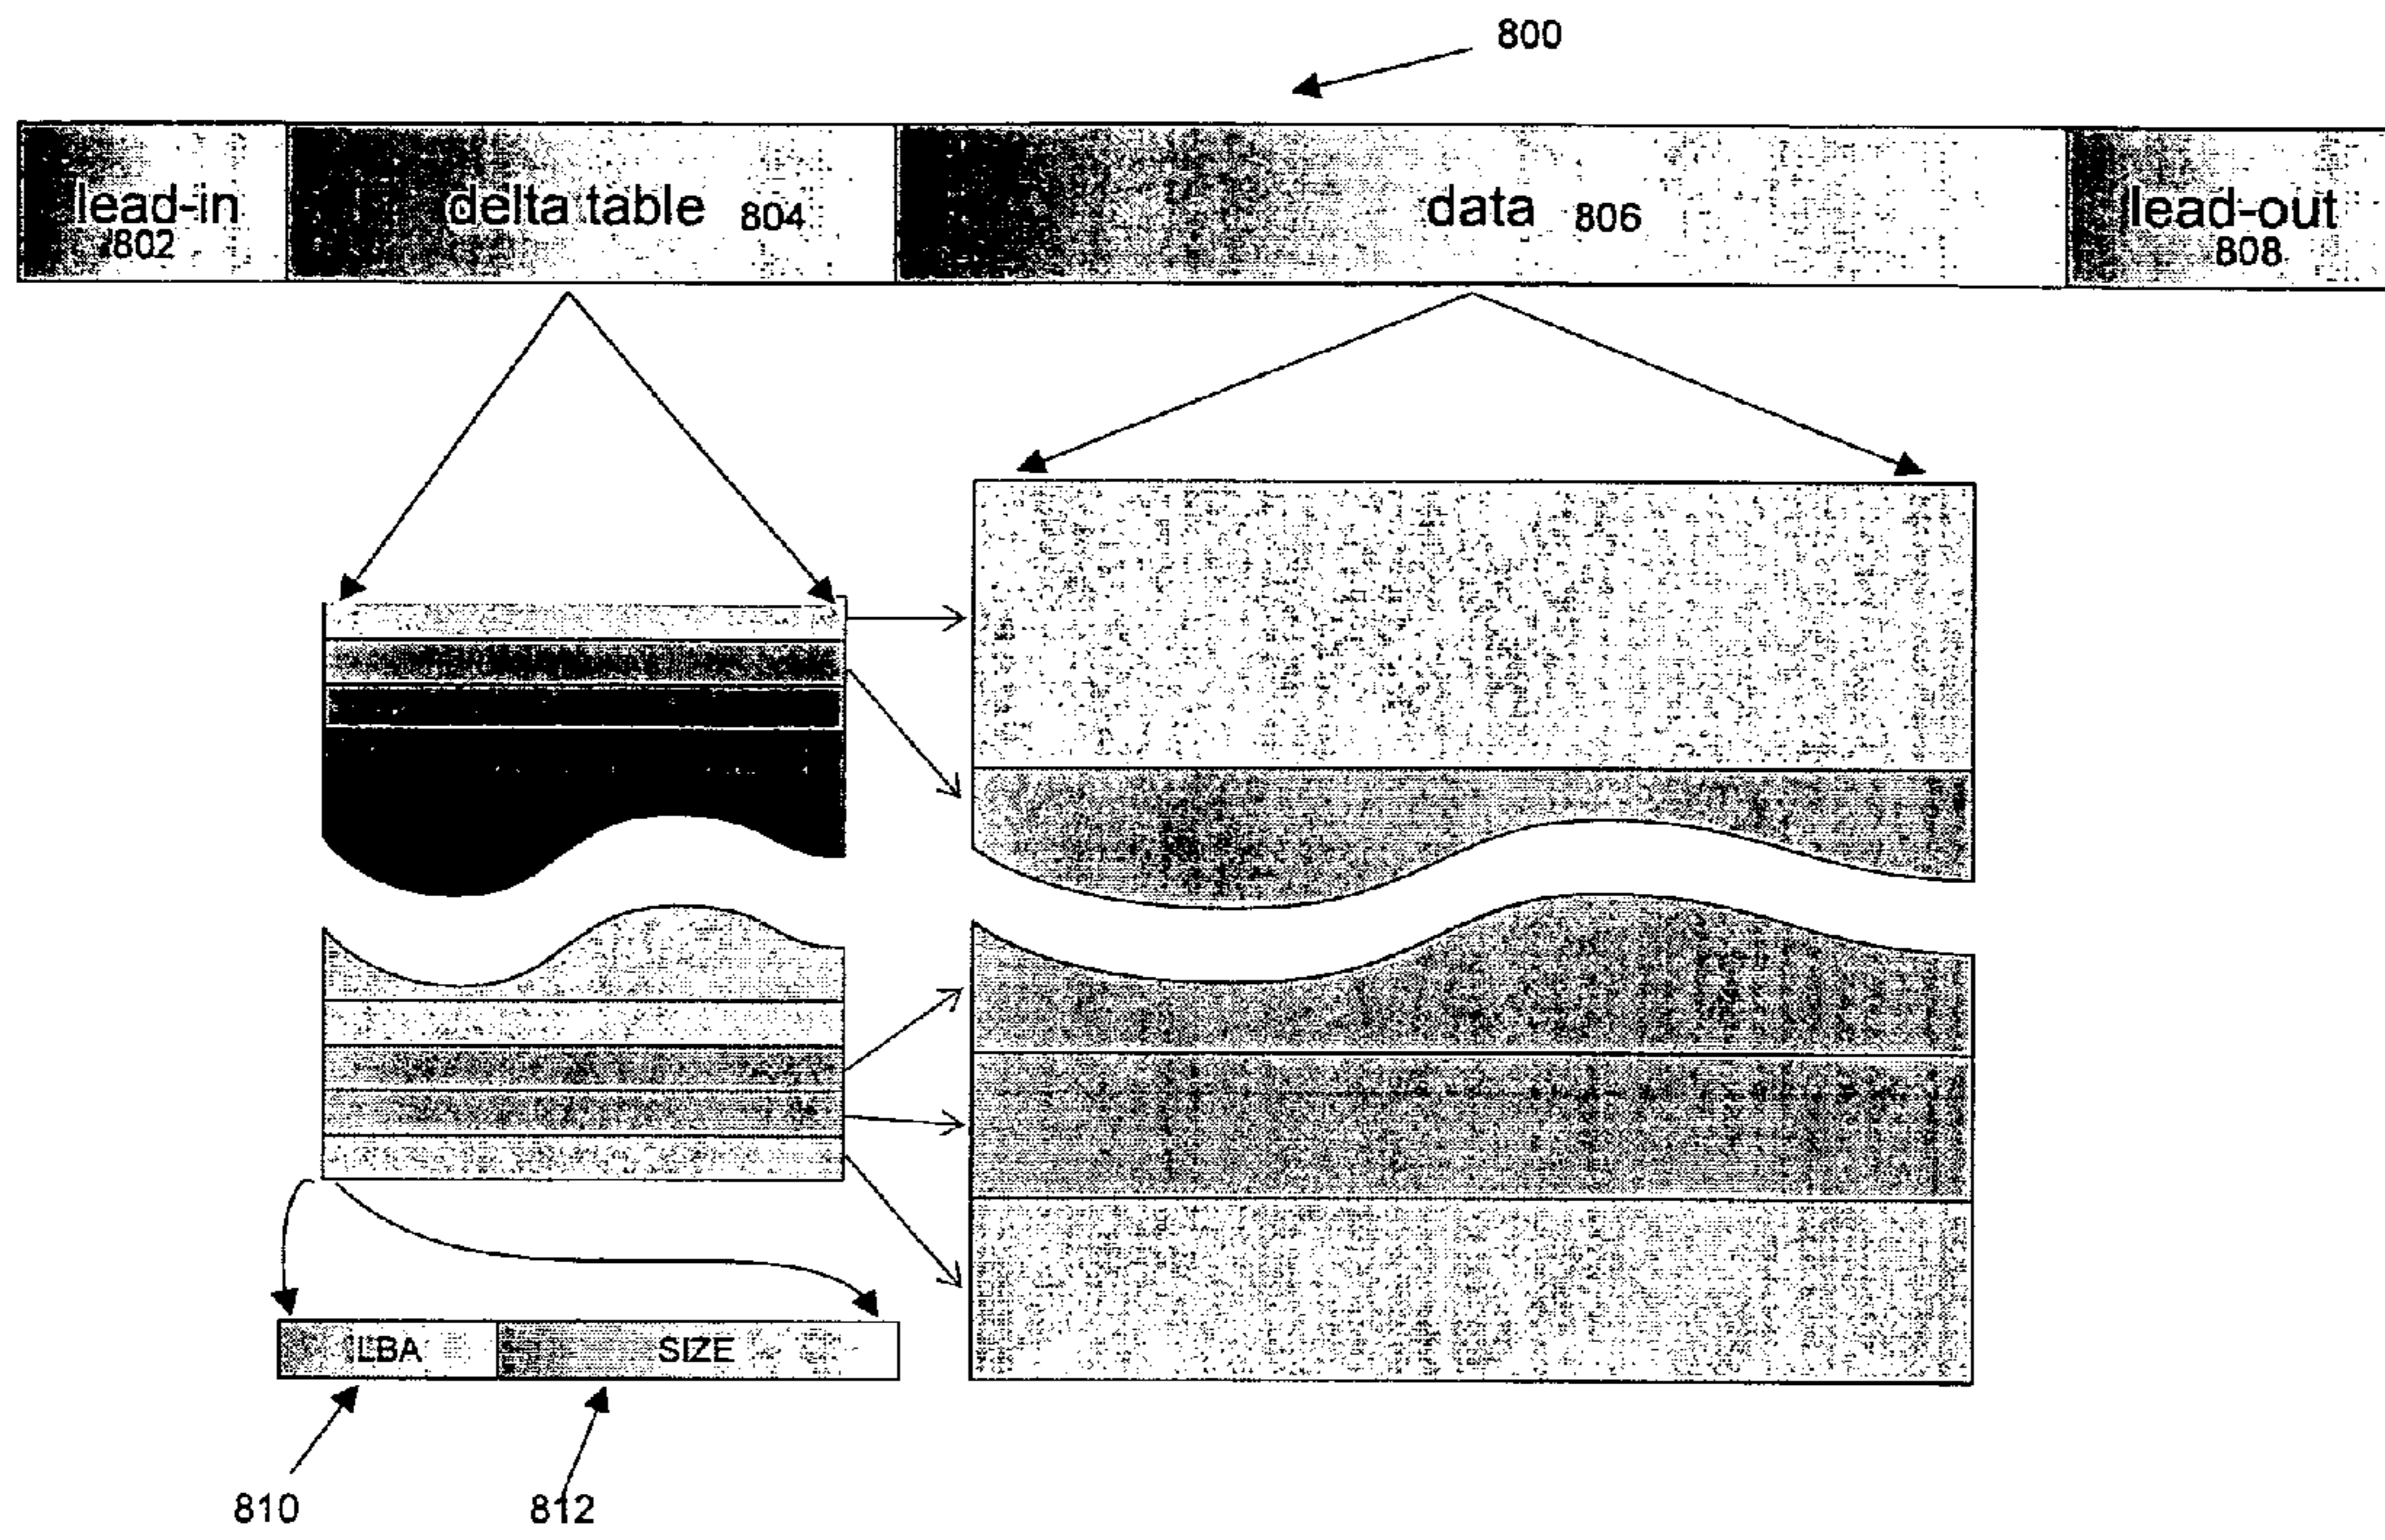 800
lead-in
802
delta table 804
data 806
lead-out
808
LBA
SIZE
810
812